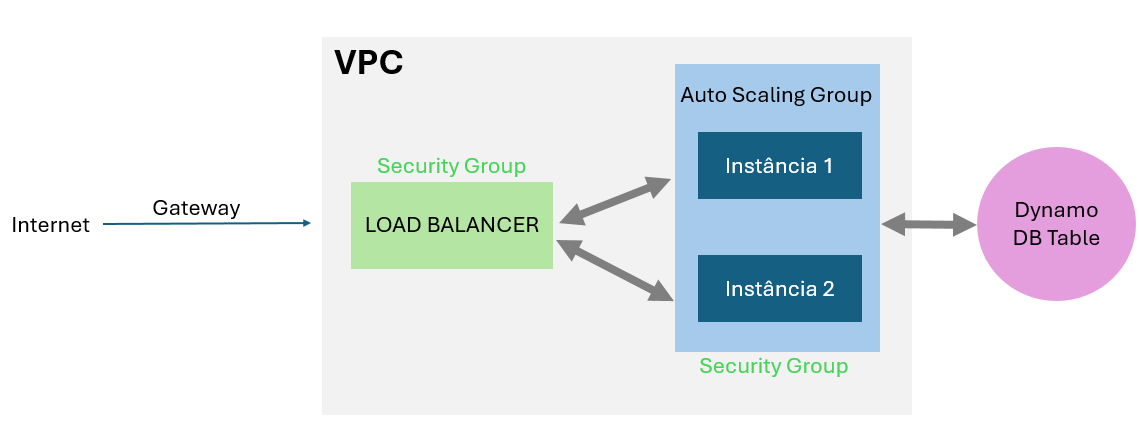 VPC
Auto Scaling Group
Instância 1
Security Group
LOAD BALANCER
Gateway
Internet
Dynamo
DB Table
Instância 2
Security Group